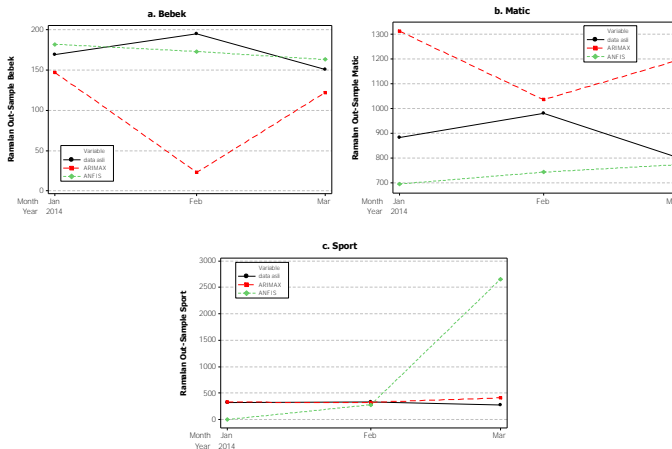 a. Bebek
Ramalan Out-Sample Bebek
200
150
100
50
0
Variable
data asli
ARIMAX
ANFIS
Month Jan Feb Mar
Year 2014
b. Matic
Ramalan Out-Sample Matic
1300
1200
1100
1000
900
800
700
Variable
data asli
ARIMAX
ANFIS
Month Jan Feb M
Year 2014
c. Sport
Ramalan Out-Sample Sport
3000
2500
2000
1500
1000
500
0
Variable
data asli
ARIMAX
ANFIS
Month Jan Feb Mar
Year 2014